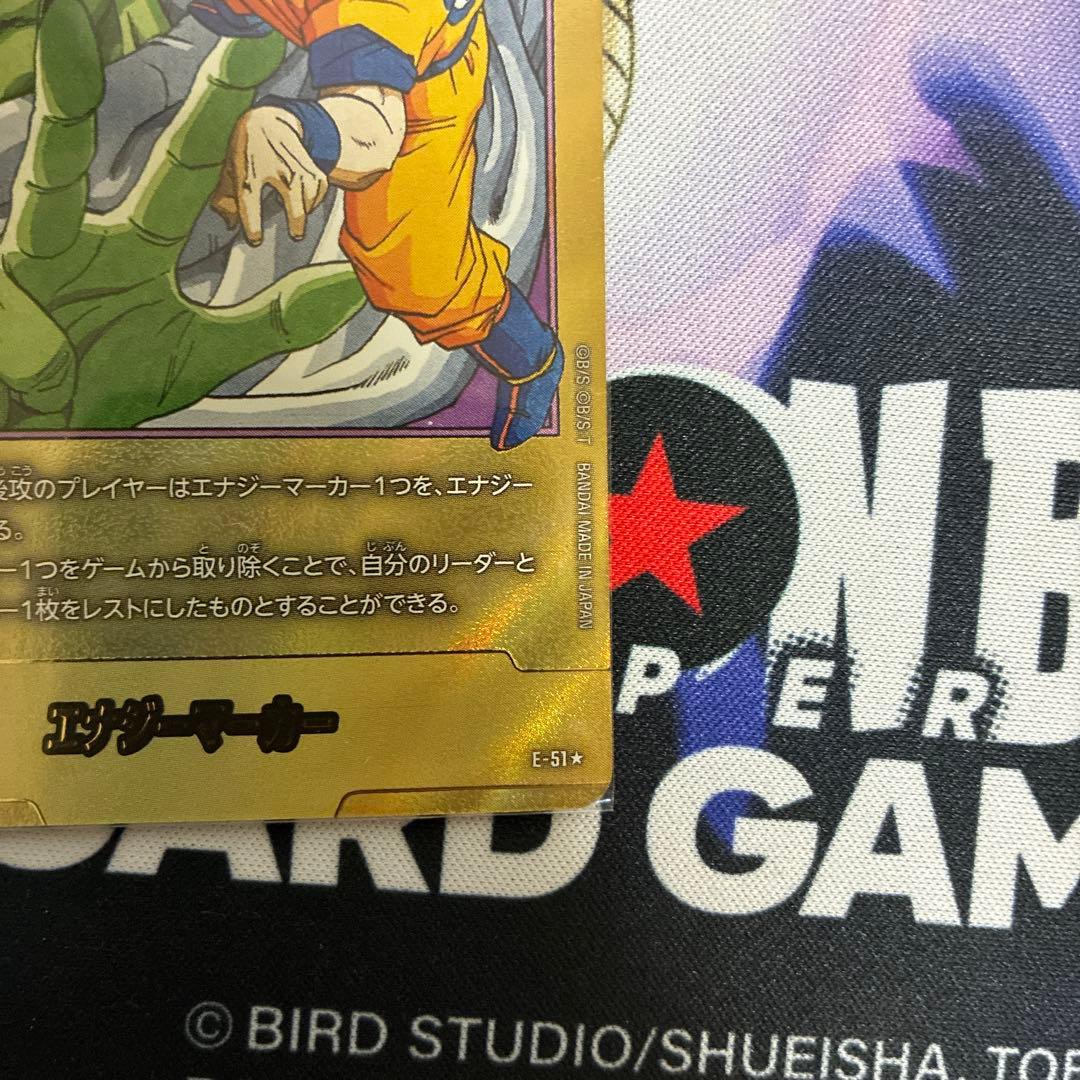 後攻のプレイヤーはエナジーマーカー1つを、エナジー
る。
ー1つをゲームから取り除くことで、自分のリーダーと
ー1枚をレストにしたものとすることができる。
エナジーマーカー
E-51★
©B/S ©B/S・T BANDAI MADE IN JAPAN
ONB
PER
CARD GAM
© BIRD STUDIO/SHUEISHA, TOE